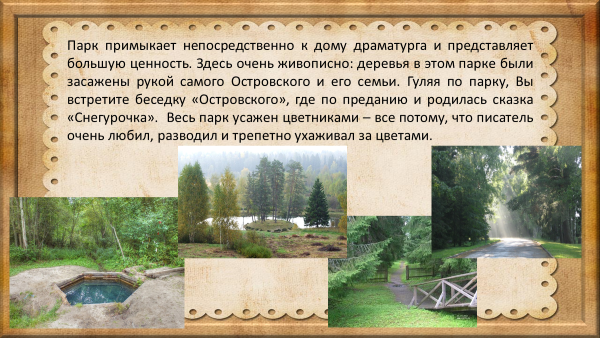 Парк примыкает непосредственно к дому драматурга и представляет
большую ценность. Здесь очень живописно: деревья в этом парке были
засажены рукой самого Островского и его семьи. Гуляя по парку, Вы
встретите беседку «Островского», где по преданию и родилась сказка
«Снегурочка». Весь парк усажен цветниками – все потому, что писатель
очень любил, разводил и трепетно ухаживал за цветами.